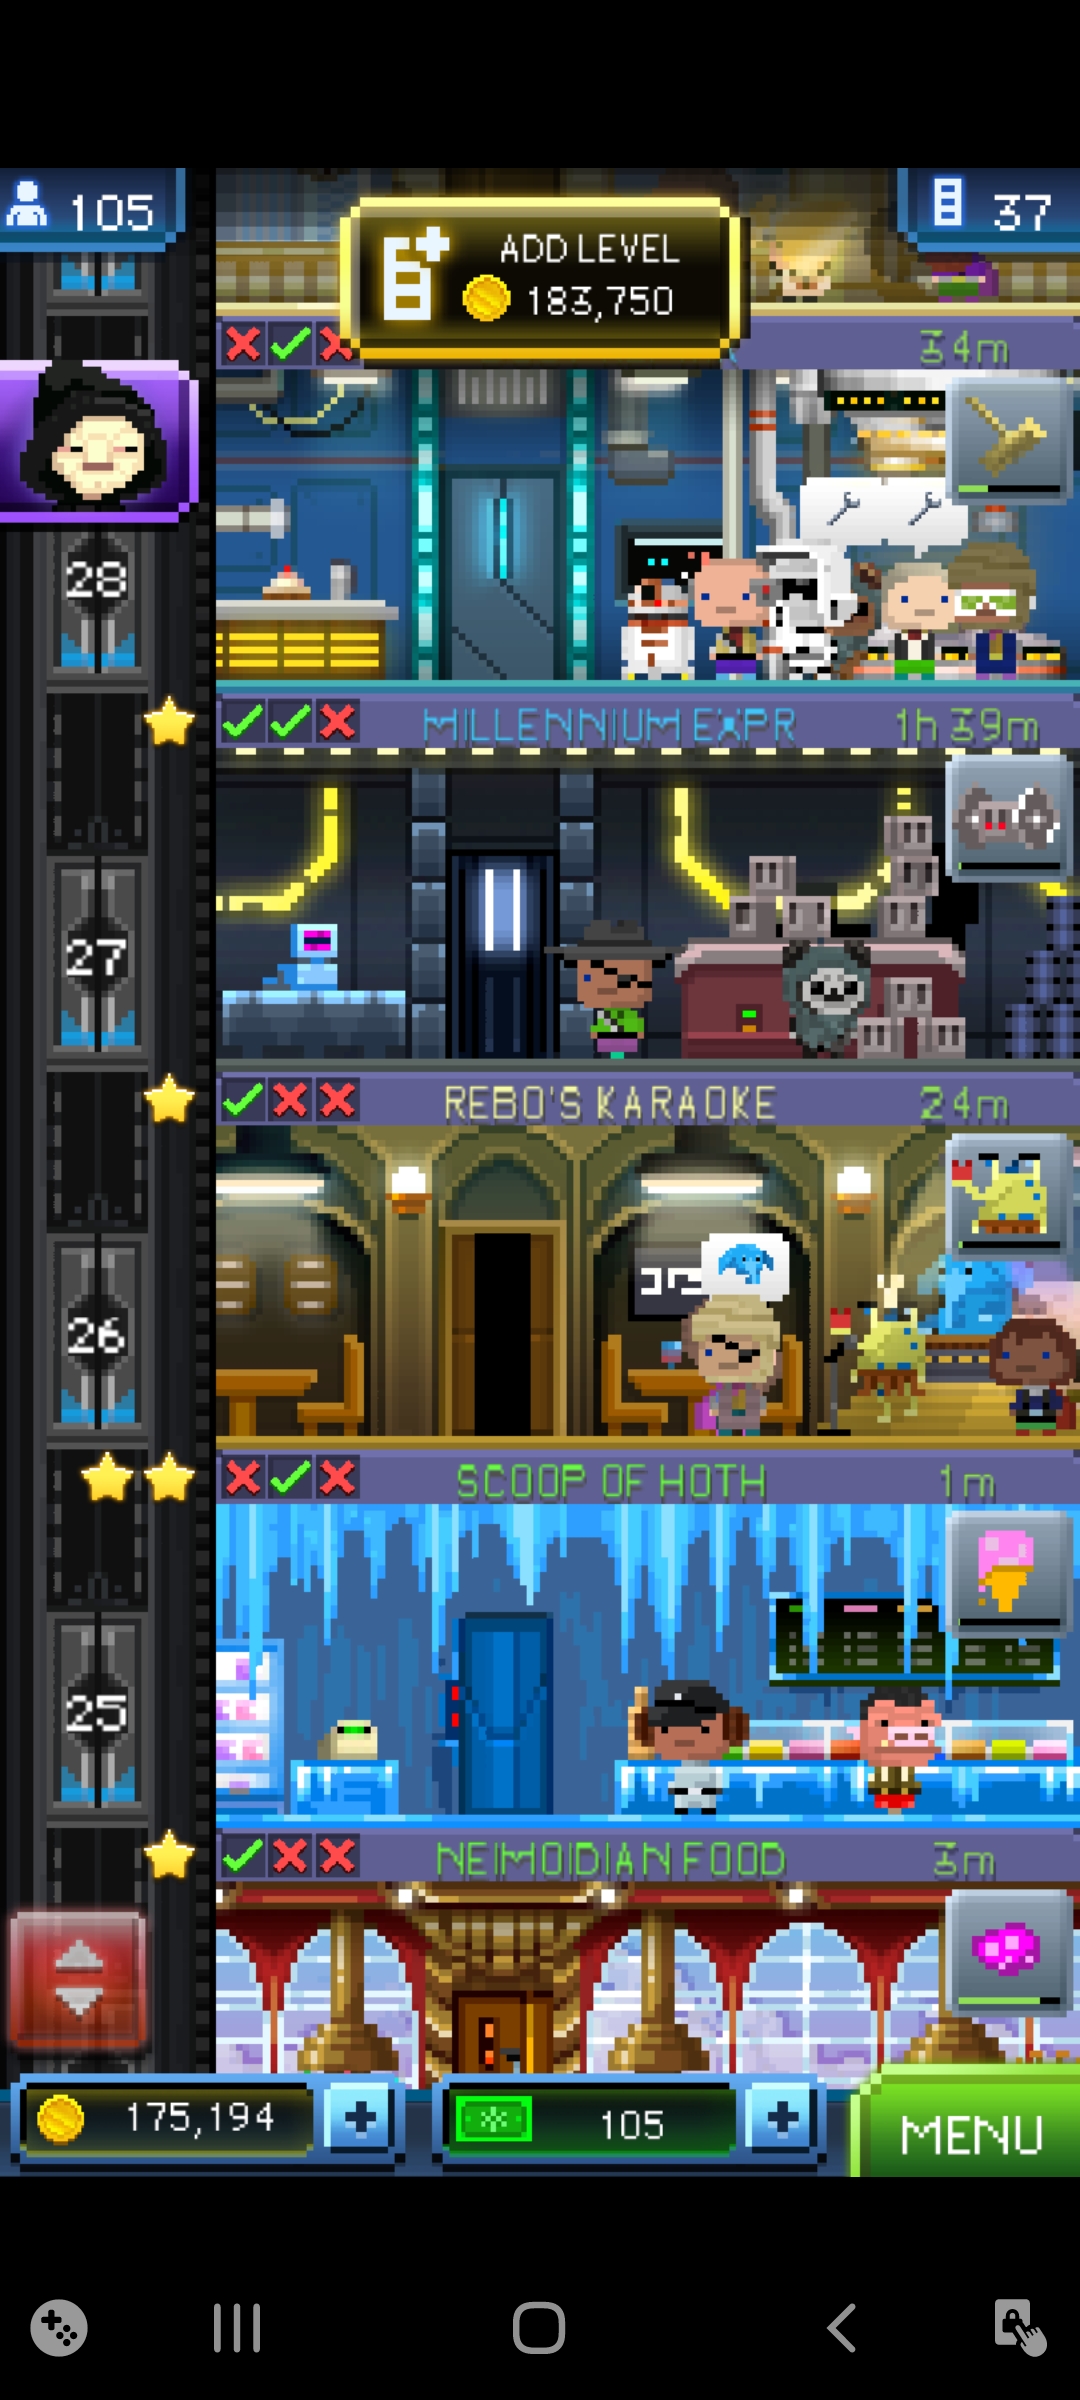 105
37
ADD LEVEL
183,750
34m
28
MILLENNIUM EXPR
1h 39m
27
REBO'S KARAOKE
24m
26
SCOOP OF HOTH
1m
25
NEIMOIDIAN FOOD
3m
175,194
105
MENU